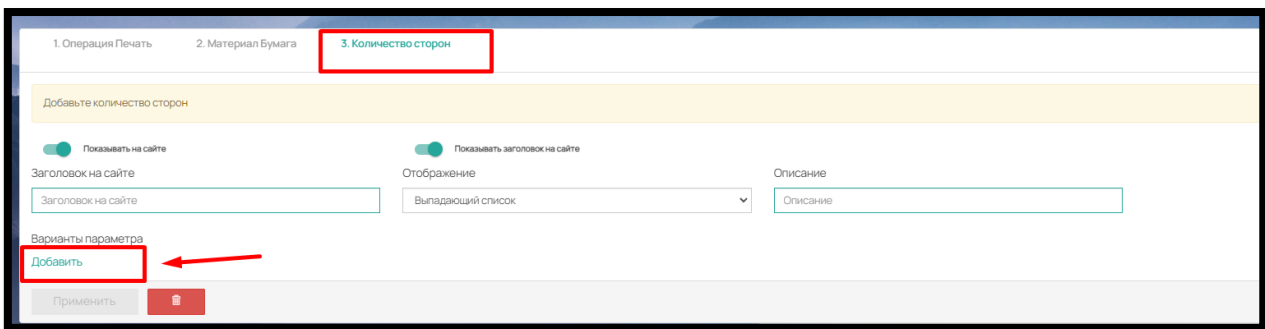 1. Операция Печать 2. Материал Бумага 3. Количество сторон
Добавьте количество сторон
Показывать на сайте Показывать заголовок на сайте
Заголовок на сайте Отображение Описание
Заголовок на сайте Выпадающий список Описание
Варианты параметра
Добавить
Применить